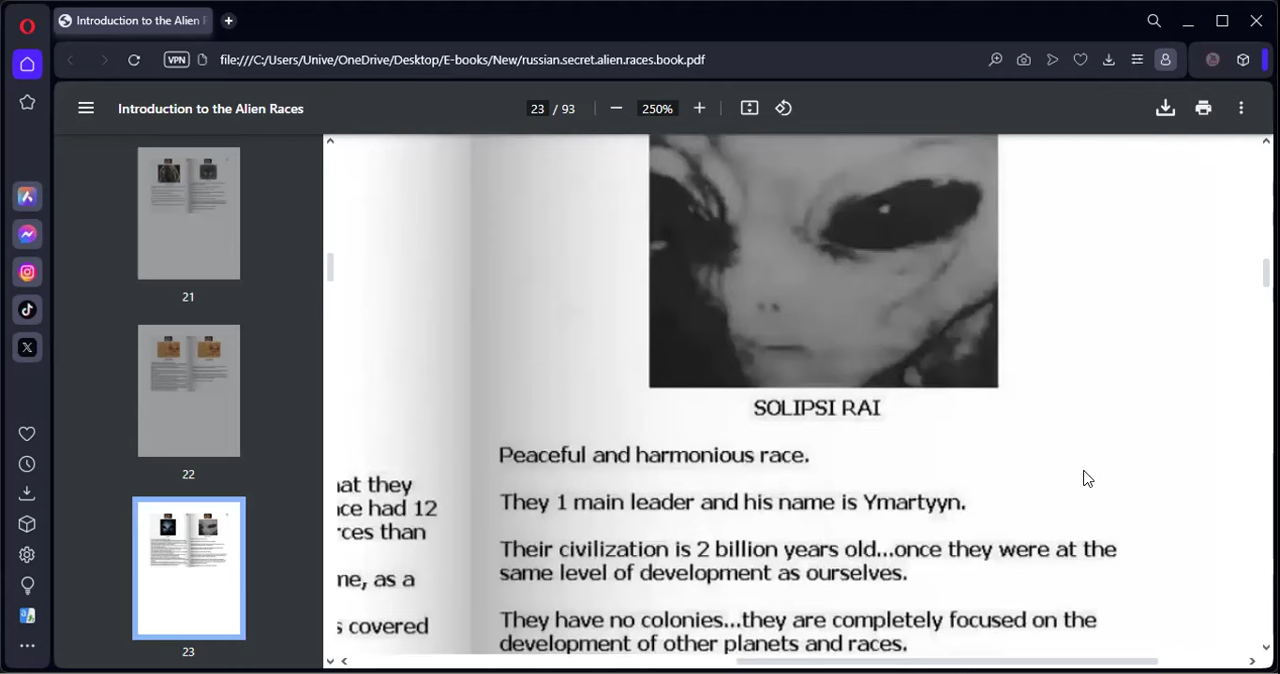 Introduction to the Alien R
file:///C:/Users/Unive/OneDrive/Desktop/E-books/New/russian.secret.alien.races.book.pdf
VPN
Introduction to the Alien Races
23 / 93
250%
21
22
23
SOLIPSI RAI
Peaceful and harmonious race.
They 1 main leader and his name is Ymartyyn.
Their civilization is 2 billion years old...once they were at the
same level of development as ourselves.
They have no colonies...they are completely focused on the
development of other planets and races.
at they
ce had 12
rces than
ne, as a
s covered